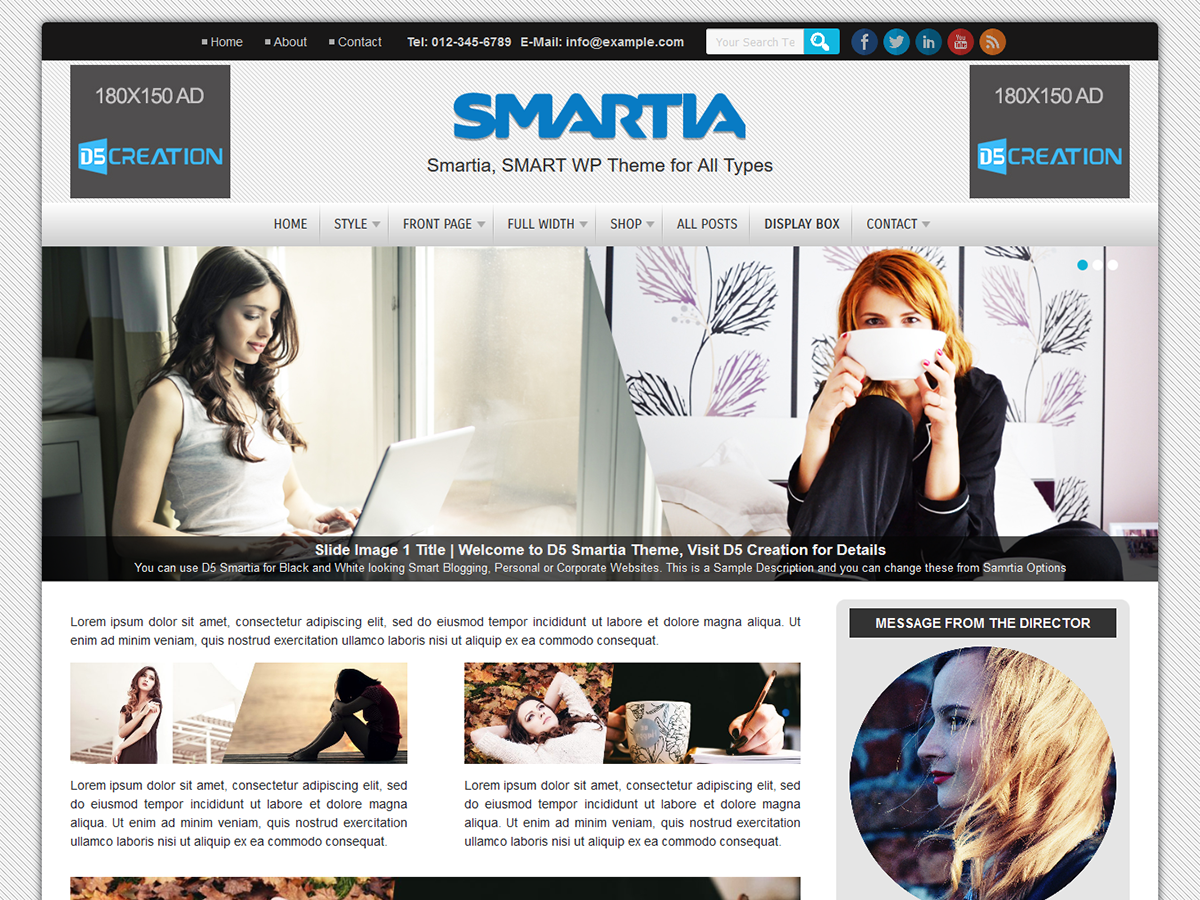 Home About Contact Tel: 012-345-6789 E-Mail: info@example.com Your Search Te
You Tube
180X150 AD
D5 CREATION
SMARTIA
Smartia, SMART WP Theme for All Types
180X150 AD
D5 CREATION
HOME STYLE FRONT PAGE FULL WIDTH SHOP ALL POSTS DISPLAY BOX CONTACT
Slide Image 1 Title | Welcome to D5 Smartia Theme, Visit D5 Creation for Details
You can use D5 Smartia for Black and White looking Smart Blogging, Personal or Corporate Websites. This is a Sample Description and you can change these from Samrtia Options
Lorem ipsum dolor sit amet, consectetur adipiscing elit, sed do eiusmod tempor incididunt ut labore et dolore magna aliqua. Ut
enim ad minim veniam, quis nostrud exercitation ullamco laboris nisi ut aliquip ex ea commodo consequat.
Lorem ipsum dolor sit amet, consectetur adipiscing elit, sed
do eiusmod tempor incididunt ut labore et dolore magna
aliqua. Ut enim ad minim veniam, quis nostrud exercitation
ullamco laboris nisi ut aliquip ex ea commodo consequat.
Lorem ipsum dolor sit amet, consectetur adipiscing elit, sed
do eiusmod tempor incididunt ut labore et dolore magna
aliqua. Ut enim ad minim veniam, quis nostrud exercitation
ullamco laboris nisi ut aliquip ex ea commodo consequat.
MESSAGE FROM THE DIRECTOR